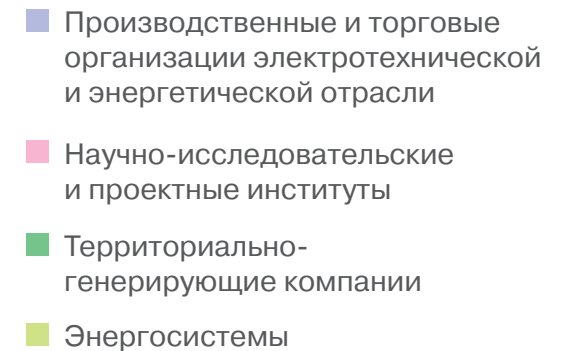 Производственные и торговые
организации электротехнической
и энергетической отрасли
Научно-исследовательские
и проектные институты
Территориально-
генерирующие компании
Энергосистемы